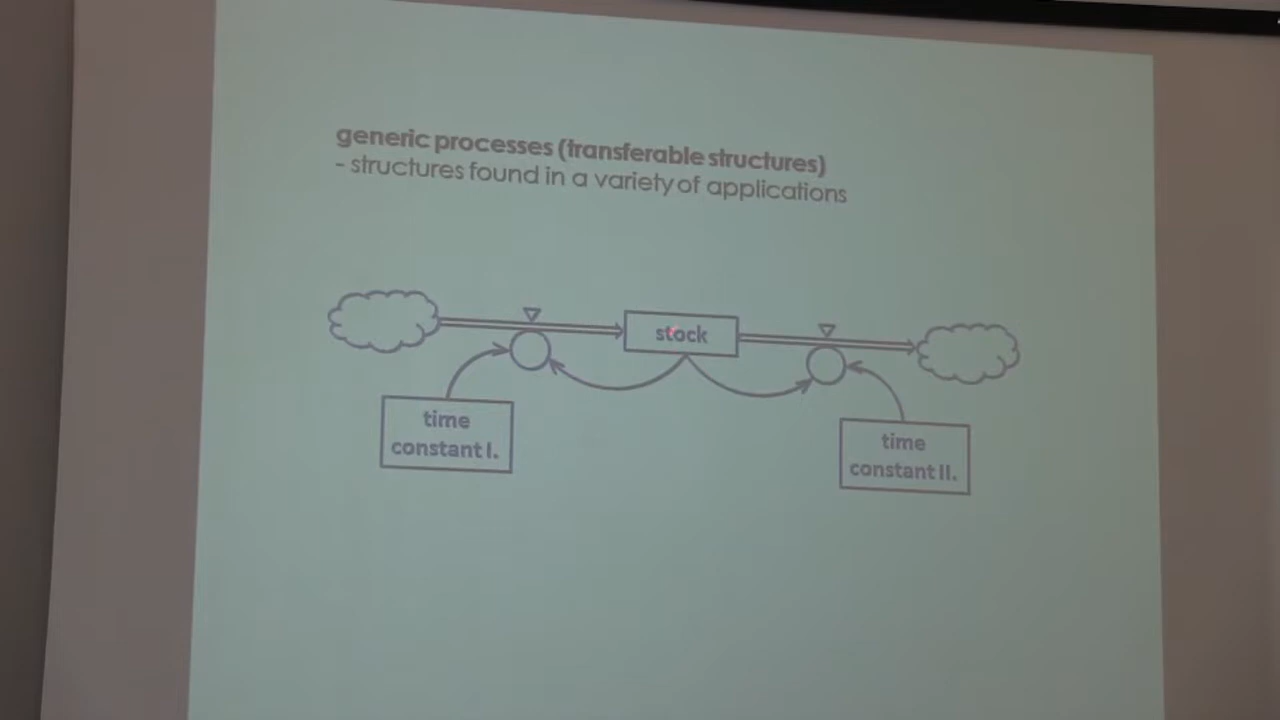 generic processes (transferable structures)
- structures found in a variety of applications
stock
time
constant I.
time
constant II.